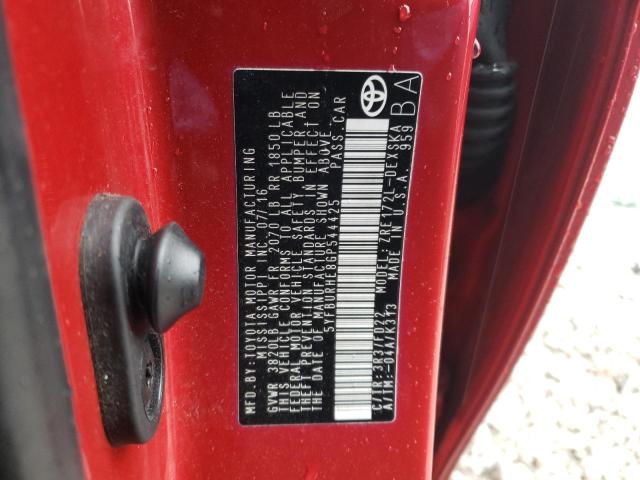 MFD.BY-TOYOTA MOTOR MANUFACTURING
MISSISSIPPI INC. 07/16
GVWR 3820LB GAWR FR 2070 LB RR 1850 LB
THIS VEHICLE CONFORMS TO ALL APPLICABLE
FEDERAL MOTOR VEHICLE SAFETY, BUMPER AND
THEFT PREVENTION STANDARDS IN EFFECT ON
THE DATE OF MANUFACTURE SHOWN ABOVE.
5YFBURHE8GP544425 PASS.CAR
C/TR:3R3/FD22 MODEL: ZRE172L-DEXSKA
A/TM:-04A/K313 MADE IN U.S.A. 959
BA